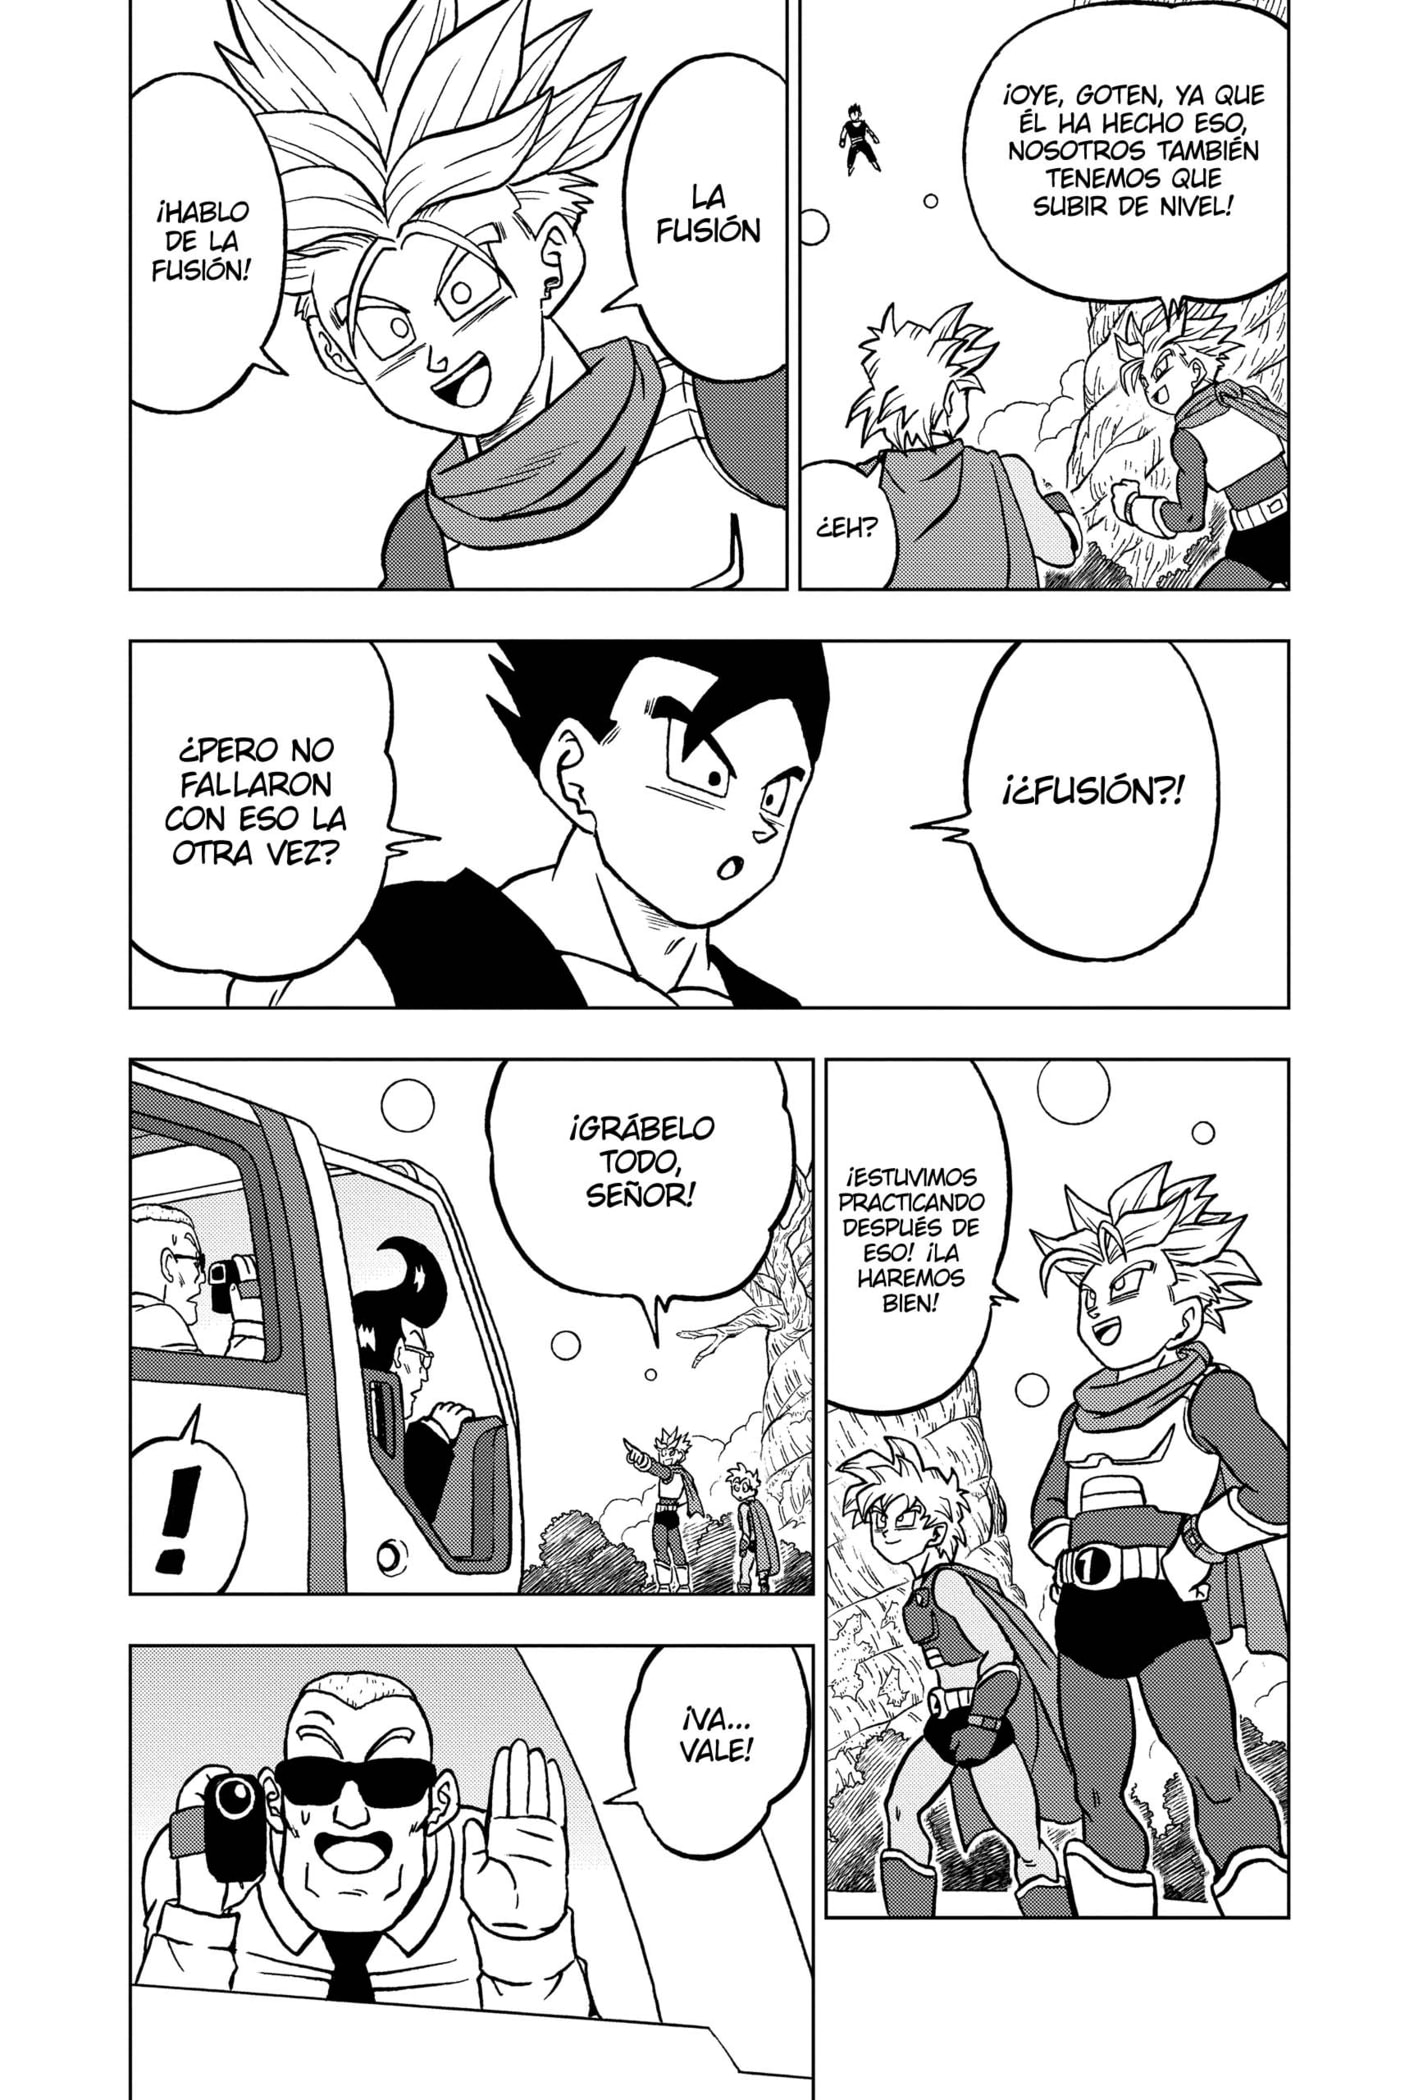 ¡OYE, GOTEN, YA QUE
ÉL HA HECHO ESO,
NOSOTROS TAMBIÉN
TENEMOS QUE
SUBIR DE NIVEL!
¿EH?
LA
FUSIÓN
¡HABLO
DE LA
FUSIÓN!
¡¿FUSIÓN?!
¿PERO NO
FALLARON
CON ESO LA
OTRA VEZ?
¡ESTUVIMOS
PRACTICANDO
DESPUÉS DE
ESO! ¡LA
HAREMOS
BIEN!
¡GRÁBELO
TODO,
SEÑOR!
!
¡VA...
VALE!